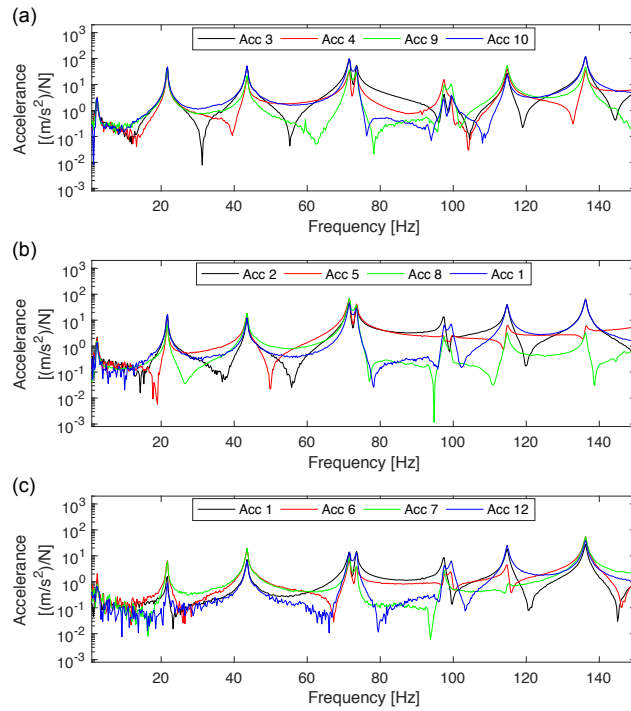 (a)
Acc 3 Acc 4 Acc 9 Acc 10
10^3
10^2
10^1
10^0
10^-1
10^-2
10^-3
Accelerance
[(m/s^2)/N]
20 40 60 80 100 120 140
Frequency [Hz]
(b)
Acc 2 Acc 5 Acc 8 Acc 1
10^3
10^2
10^1
10^0
10^-1
10^-2
10^-3
Accelerance
[(m/s^2)/N]
20 40 60 80 100 120 140
Frequency [Hz]
(c)
Acc 1 Acc 6 Acc 7 Acc 12
10^3
10^2
10^1
10^0
10^-1
10^-2
10^-3
Accelerance
[(m/s^2)/N]
20 40 60 80 100 120 140
Frequency [Hz]